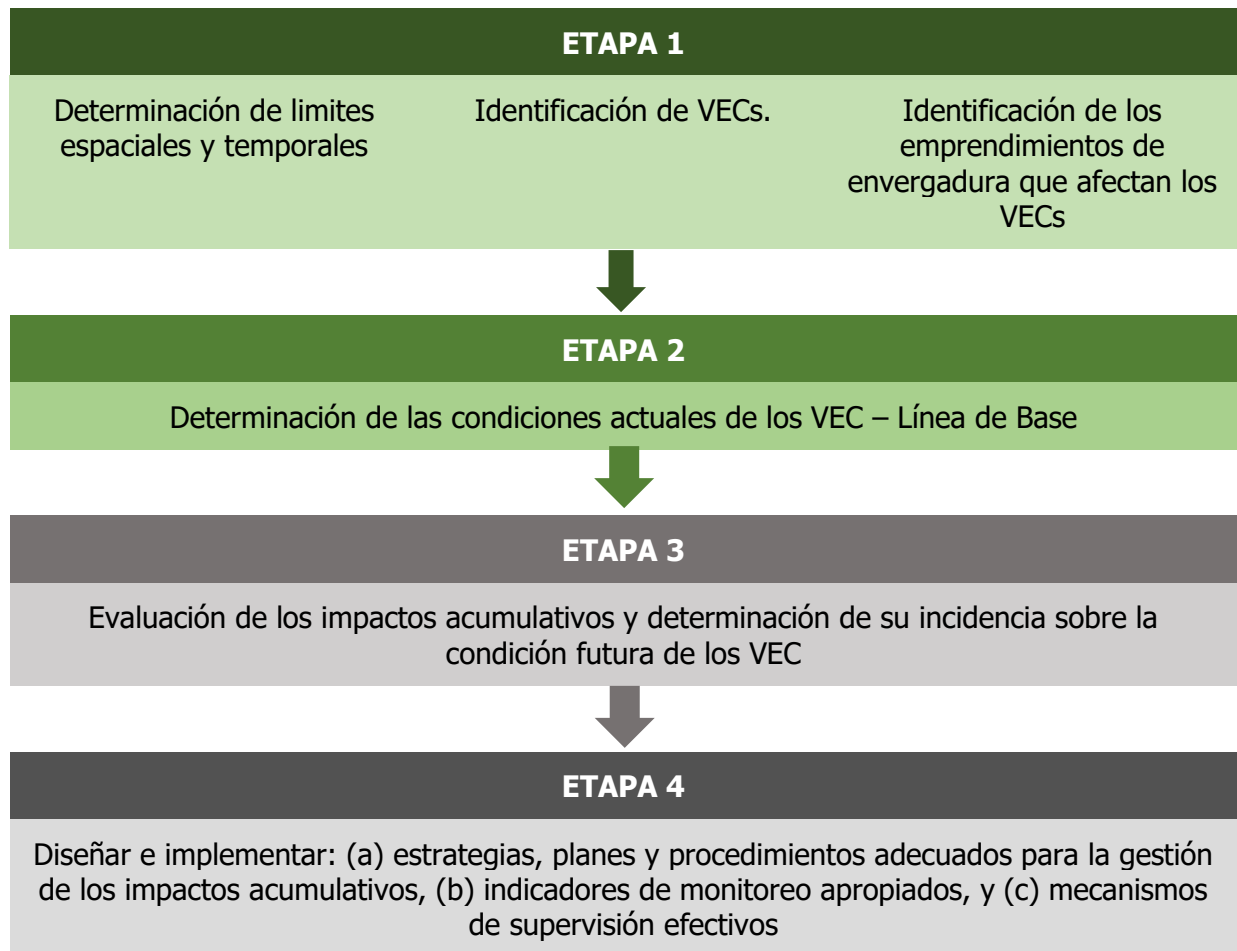 ETAPA 1
Determinación de limites
espaciales y temporales
Identificación de VECs.
Identificación de los
emprendimientos de
envergadura que afectan los
VECs
ETAPA 2
Determinación de las condiciones actuales de los VEC – Línea de Base
ETAPA 3
Evaluación de los impactos acumulativos y determinación de su incidencia sobre la
condición futura de los VEC
ETAPA 4
Diseñar e implementar: (a) estrategias, planes y procedimientos adecuados para la gestión
de los impactos acumulativos, (b) indicadores de monitoreo apropiados, y (c) mecanismos
de supervisión efectivos